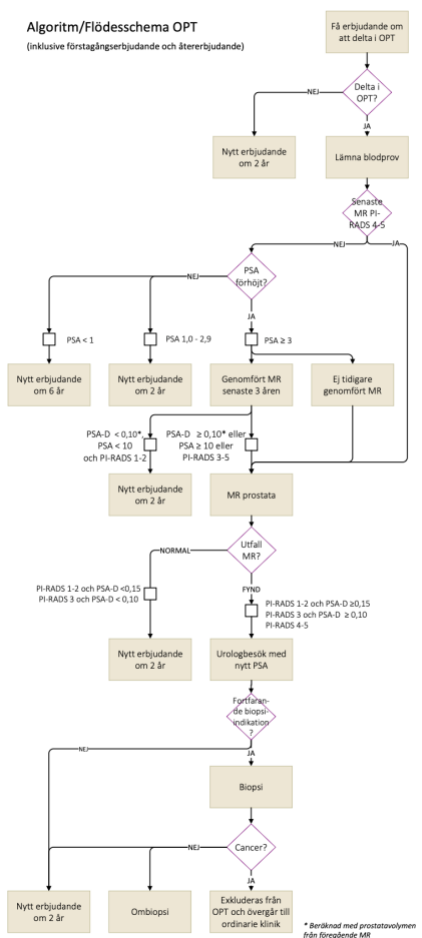 Algoritm/Flödesschema OPT
(inklusive förstagångserbjudande och återerbjudande)
Få erbjudande om
att delta i OPT
Delta i
OPT?
NEJ
JA
Nytt erbjudande
om 2 år
Lämna blodprov
Senaste
MR PI-
RADS 4-5
NEJ
JA
PSA
förhöjt?
NEJ
JA
PSA < 1
PSA 1,0 - 2,9
PSA ≥ 3
Nytt erbjudande
om 6 år
Nytt erbjudande
om 2 år
Genomfört MR
senaste 3 åren
Ej tidigare
genomfört MR
PSA-D < 0,10*,
PSA < 10
och PI-RADS 1-2
PSA-D ≥ 0,10* eller
PSA ≥ 10 eller
PI-RADS 3-5
Nytt erbjudande
om 2 år
MR prostata
Utfall
MR?
NORMAL
FYND
PI-RADS 1-2 och PSA-D <0,15
PI-RADS 3 och PSA-D < 0,10
PI-RADS 1-2 och PSA-D ≥0,15
PI-RADS 3 och PSA-D ≥ 0,10
PI-RADS 4-5
Nytt erbjudande
om 2 år
Urologbesök med
nytt PSA
Fortfaran-
de biopsi-
indikation
?
NEJ
JA
Biopsi
Cancer?
NEJ
JA
Nytt erbjudande
om 2 år
Ombiopsi
Exkluderas från
OPT och övergår till
ordinarie klinik
* Beräknad med prostatavolymen
från föregående MR